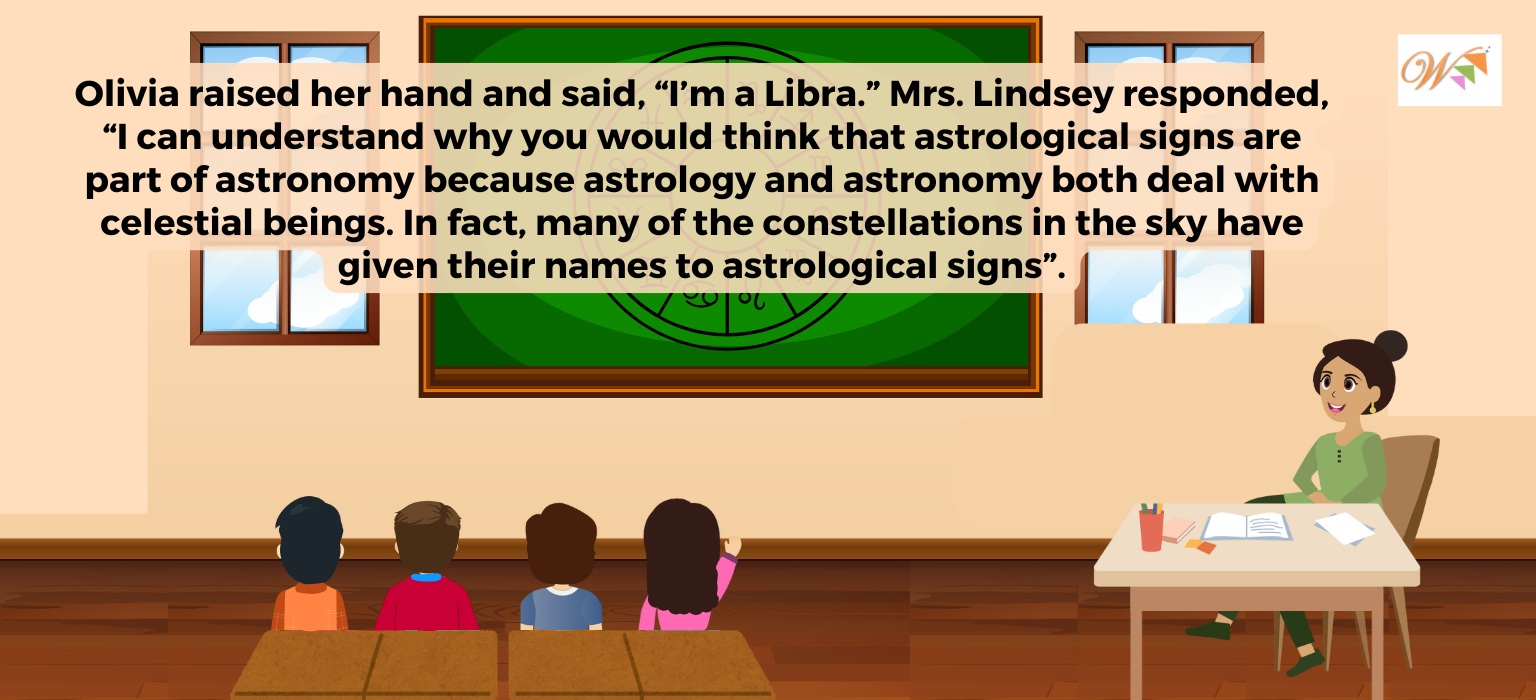 Olivia raised her hand and said, “I’m a Libra.” Mrs. Lindsey responded,
“I can understand why you would think that astrological signs are
part of astronomy because astrology and astronomy both deal with
celestial beings. In fact, many of the constellations in the sky have
given their names to astrological signs”.
W